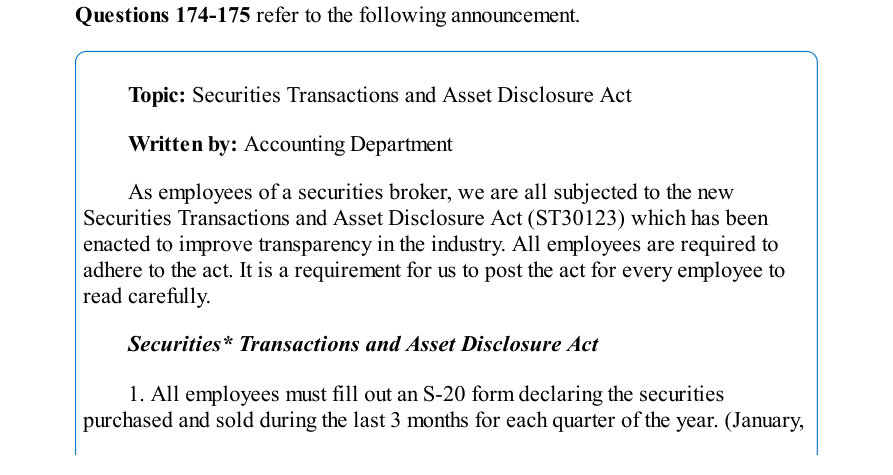 Questions 174-175 refer to the following announcement.
Topic: Securities Transactions and Asset Disclosure Act
Written by: Accounting Department
As employees of a securities broker, we are all subjected to the new
Securities Transactions and Asset Disclosure Act (ST30123) which has been
enacted to improve transparency in the industry. All employees are required to
adhere to the act. It is a requirement for us to post the act for every employee to
read carefully.
Securities* Transactions and Asset Disclosure Act
1. All employees must fill out an S-20 form declaring the securities
purchased and sold during the last 3 months for each quarter of the year. (January,